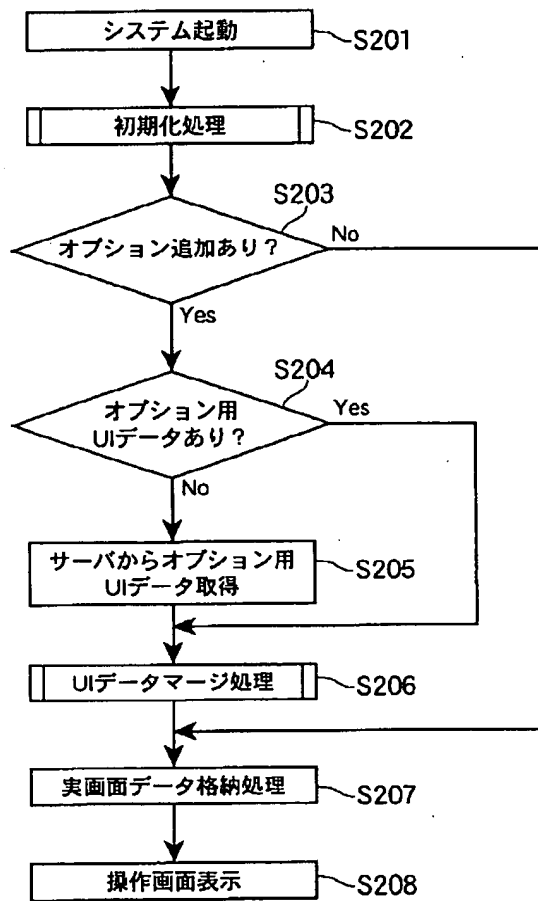 システム起動
S201
初期化処理
S202
S203
オプション追加あり?
No
Yes
S204
オプション用
UIデータあり?
Yes
No
サーバからオプション用
UIデータ取得
S205
UIデータマージ処理
S206
実画面データ格納処理
S207
操作画面表示
S208